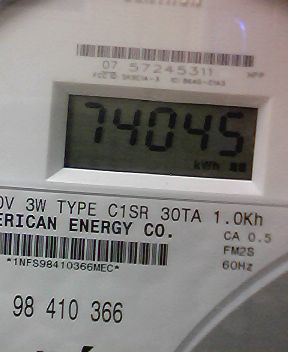 07 57245311
74045
kWh
0V 3W TYPE C1SR 30TA 1.0Kh
ERICAN ENERGY CO.
CA 0.5
FM2S
60Hz
*1NFS98410366MEC*
98 410 366